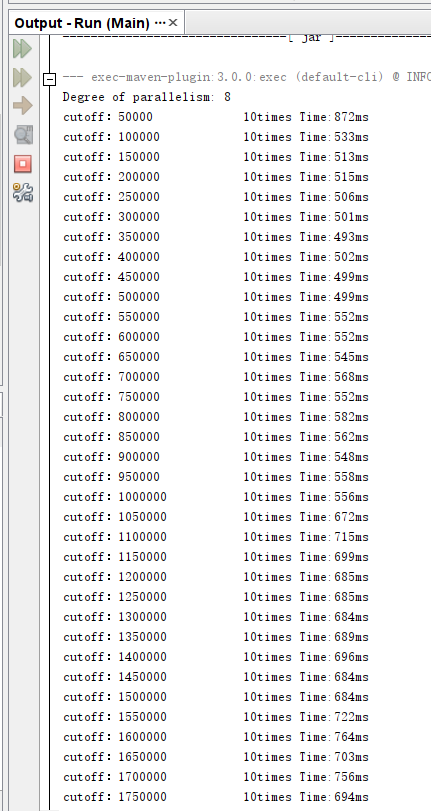 Output - Run (Main) ... ×
[ jar ]
--- exec-maven-plugin:3.0.0:exec (default-cli) @ INFO
Degree of parallelism: 8
cutoff: 50000 10times Time:872ms
cutoff: 100000 10times Time:533ms
cutoff: 150000 10times Time:513ms
cutoff: 200000 10times Time:515ms
cutoff: 250000 10times Time:506ms
cutoff: 300000 10times Time:501ms
cutoff: 350000 10times Time:493ms
cutoff: 400000 10times Time:502ms
cutoff: 450000 10times Time:499ms
cutoff: 500000 10times Time:499ms
cutoff: 550000 10times Time:552ms
cutoff: 600000 10times Time:552ms
cutoff: 650000 10times Time:545ms
cutoff: 700000 10times Time:568ms
cutoff: 750000 10times Time:552ms
cutoff: 800000 10times Time:582ms
cutoff: 850000 10times Time:562ms
cutoff: 900000 10times Time:548ms
cutoff: 950000 10times Time:558ms
cutoff: 1000000 10times Time:556ms
cutoff: 1050000 10times Time:672ms
cutoff: 1100000 10times Time:715ms
cutoff: 1150000 10times Time:699ms
cutoff: 1200000 10times Time:685ms
cutoff: 1250000 10times Time:685ms
cutoff: 1300000 10times Time:684ms
cutoff: 1350000 10times Time:689ms
cutoff: 1400000 10times Time:696ms
cutoff: 1450000 10times Time:684ms
cutoff: 1500000 10times Time:684ms
cutoff: 1550000 10times Time:722ms
cutoff: 1600000 10times Time:764ms
cutoff: 1650000 10times Time:703ms
cutoff: 1700000 10times Time:756ms
cutoff: 1750000 10times Time:694ms